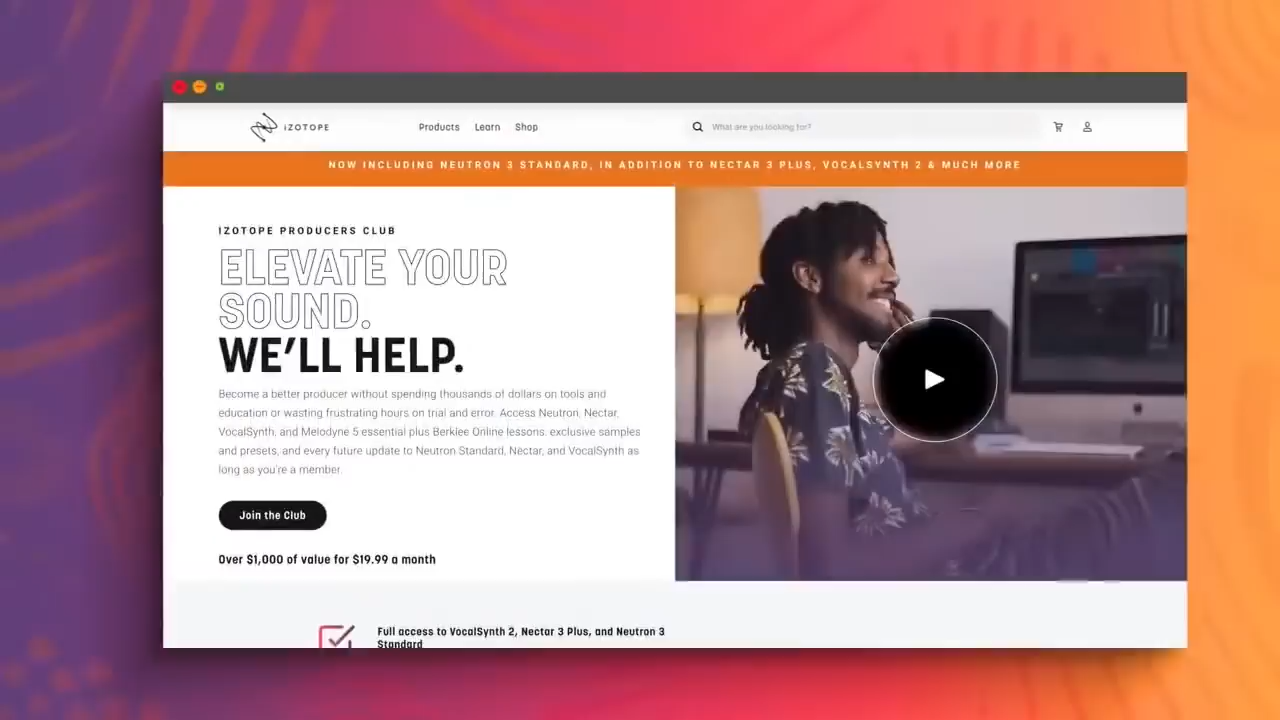 iZOTOPE
Products Learn Shop
What are you looking for?
NOW INCLUDING NEUTRON 3 STANDARD, IN ADDITION TO NECTAR 3 PLUS, VOCALSYNTH 2 & MUCH MORE
IZOTOPE PRODUCERS CLUB
ELEVATE YOUR
SOUND.
WE'LL HELP.
Become a better producer without spending thousands of dollars on tools and
education or wasting frustrating hours on trial and error. Access Neutron, Nectar,
VocalSynth, and Melodyne 5 essential plus Berklee Online lessons, exclusive samples
and presets, and every future update to Neutron Standard, Nectar, and VocalSynth as
long as you're a member.
Join the Club
Over $1,000 of value for $19.99 a month
Full access to VocalSynth 2, Nectar 3 Plus, and Neutron 3
Standard